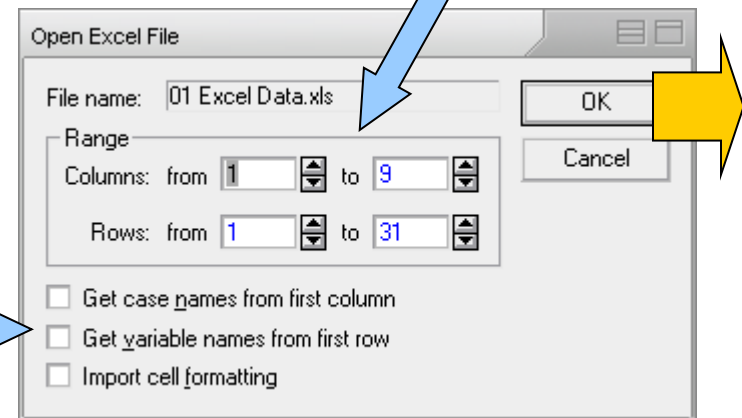 Open Excel File
File name: 01 Excel Data.xls
OK
Range
Cancel
Columns: from 1 to 9
Rows: from 1 to 31
Get case names from first column
Get variable names from first row
Import cell formatting